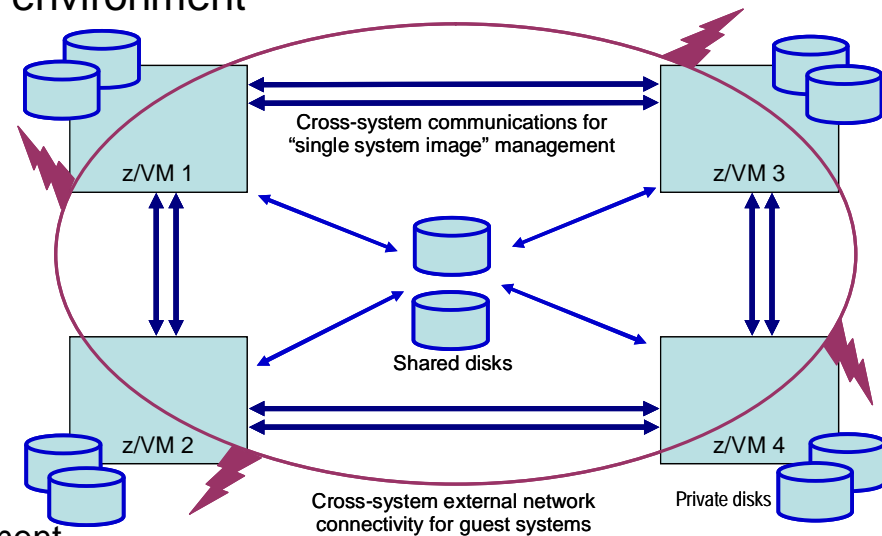 environment
Cross-system communications for
“single system image” management
z/VM 1
z/VM 3
Shared disks
z/VM 2
z/VM 4
Private disks
Cross-system external network
connectivity for guest systems